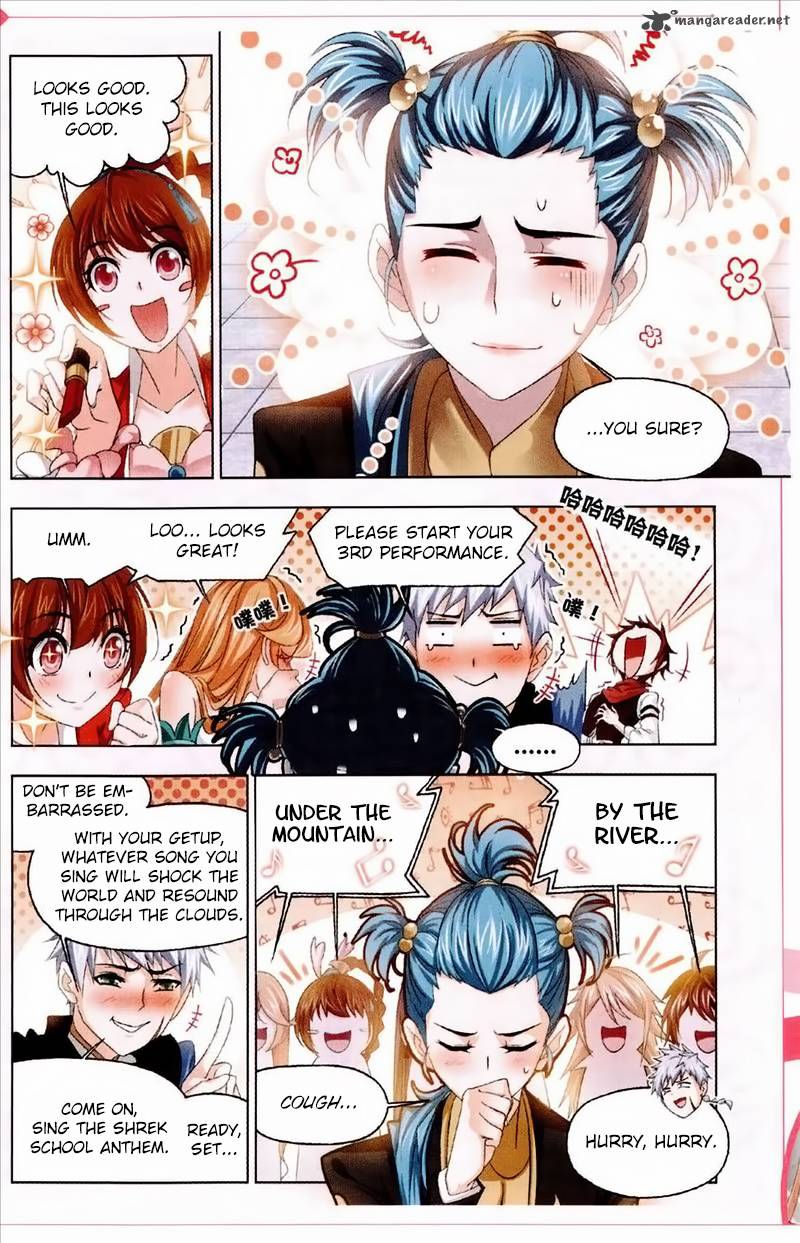 mangareader.net
LOOKS GOOD.
THIS LOOKS
GOOD.
...YOU SURE?
UMM.
LOO... LOOKS
GREAT!
PLEASE START YOUR
3RD PERFORMANCE.
哈哈哈哈哈哈!
噗噗!
噗!
......
DON'T BE EM-
BARRASSED.
WITH YOUR GETUP,
WHATEVER SONG YOU
SING WILL SHOCK THE
WORLD AND RESOUND
THROUGH THE CLOUDS.
COME ON,
SING THE SHREK
SCHOOL ANTHEM.
READY,
SET...
UNDER THE
MOUNTAIN...
BY THE
RIVER...
COUGH...
HURRY, HURRY.